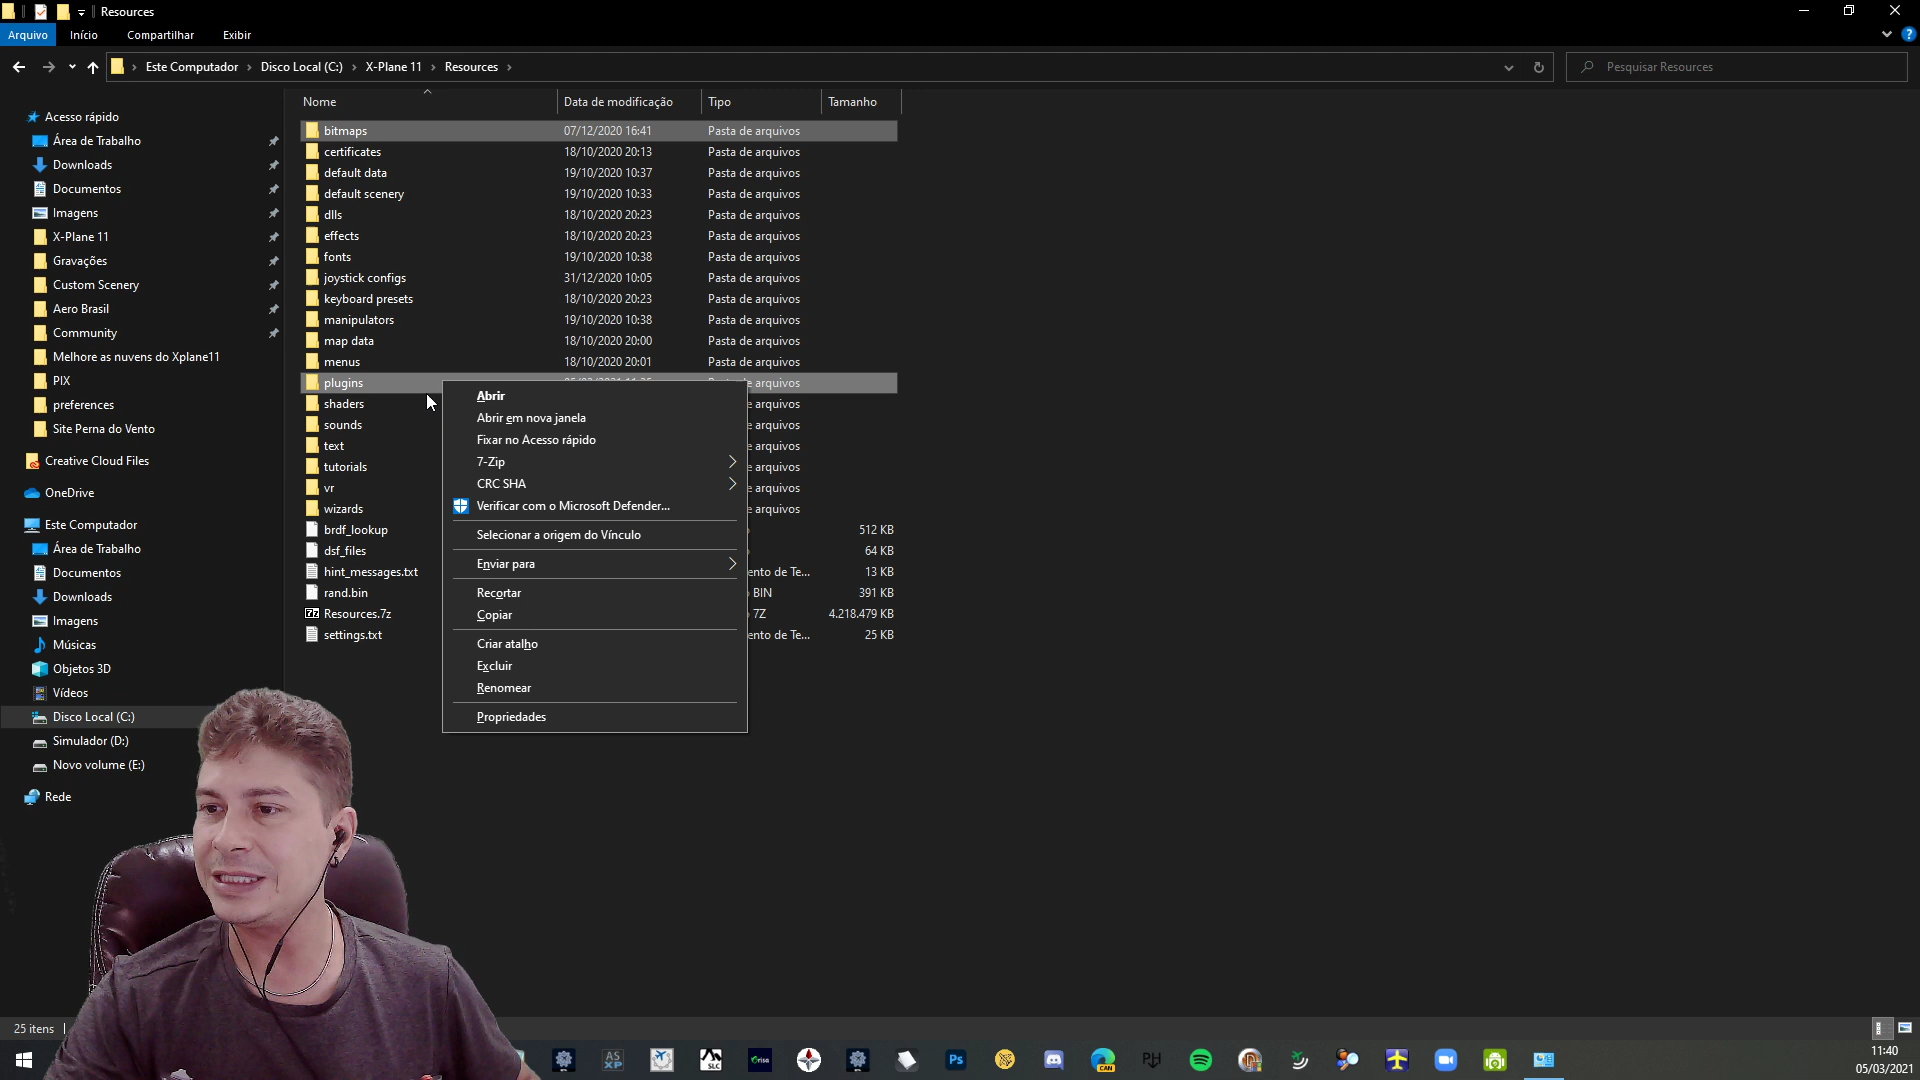 Resources
Arquivo Início Compartilhar Exibir
Este Computador Disco Local (C:) X-Plane 11 Resources
Pesquisar Resources
Nome Data de modificação Tipo Tamanho
Acesso rápido
Área de Trabalho
Downloads
Documentos
Imagens
X-Plane 11
Gravações
Custom Scenery
Aero Brasil
Community
Melhore as nuvens do Xplane11
PIX
preferences
Site Perna do Vento
Creative Cloud Files
OneDrive
Este Computador
Área de Trabalho
Documentos
Downloads
Imagens
Músicas
Objetos 3D
Vídeos
Disco Local (C:)
Simulador (D:)
Novo volume (E:)
Rede
bitmaps 07/12/2020 16:41 Pasta de arquivos
certificates 18/10/2020 20:13 Pasta de arquivos
default data 19/10/2020 10:37 Pasta de arquivos
default scenery 19/10/2020 10:33 Pasta de arquivos
dlls 18/10/2020 20:23 Pasta de arquivos
effects 18/10/2020 20:23 Pasta de arquivos
fonts 19/10/2020 10:38 Pasta de arquivos
joystick configs 31/12/2020 10:05 Pasta de arquivos
keyboard presets 18/10/2020 20:23 Pasta de arquivos
manipulators 19/10/2020 10:38 Pasta de arquivos
map data 18/10/2020 20:00 Pasta de arquivos
menus 18/10/2020 20:01 Pasta de arquivos
plugins e arquivos
shaders e arquivos
sounds e arquivos
text e arquivos
tutorials e arquivos
vr e arquivos
wizards e arquivos
brdf_lookup 512 KB
dsf_files 64 KB
hint_messages.txt ento de Te... 13 KB
rand.bin BIN 391 KB
Resources.7z 7Z 4.218.479 KB
settings.txt ento de Te... 25 KB
Abrir
Abrir em nova janela
Fixar no Acesso rápido
7-Zip
CRC SHA
Verificar com o Microsoft Defender...
Selecionar a origem do Vínculo
Enviar para
Recortar
Copiar
Criar atalho
Excluir
Renomear
Propriedades
25 itens
AS
XP
SLC
Ps
CAN
11:40
05/03/2021